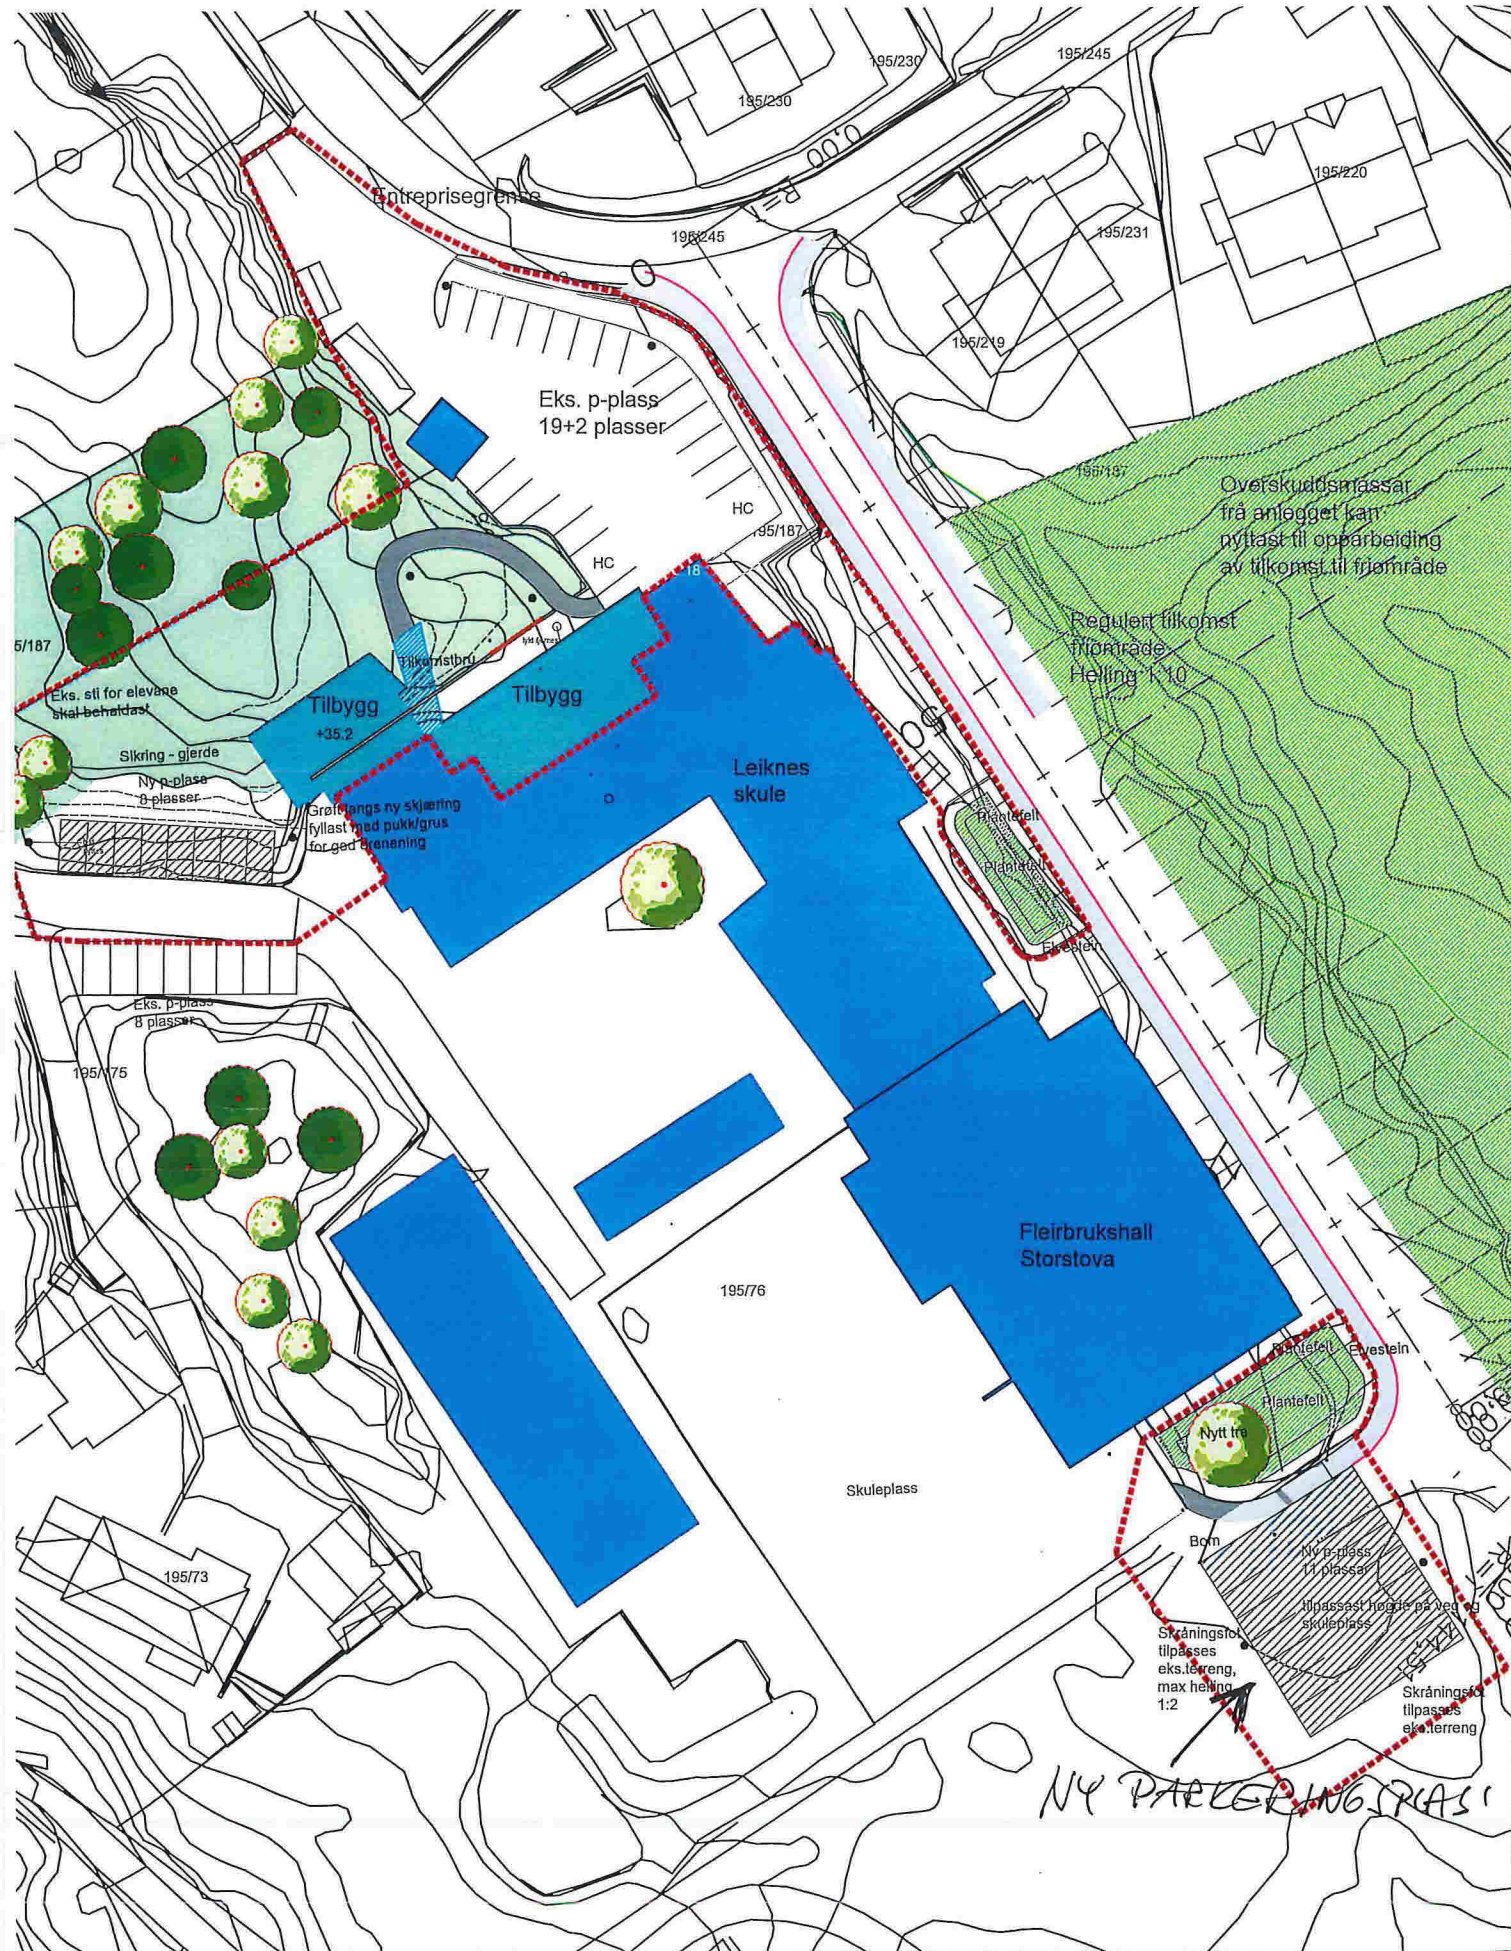 195/230
195/245
195/230
195/220
Entreprisegrense
195/245
195/231
195/219
Eks. p-plass
19+2 plasser
195/187
Overskuddsmassar
frå anlegget kan
nyttast til opparbeiding
av tilkomst til friområde
HC
195/187
HC
18
Regulert tilkomst
friområde
Helling 1:10
5/187
Tilkomstbru
Eks. sti for elevane
skal behaldast
Tilbygg
+35.2
Tilbygg
Sikring - gjerde
Ny p-plass
8 plasser
Leiknes
skule
Grøft langs ny skjæring
fyllast med pukk/grus
for god drenering
Plantefelt
Plantefelt
Elvestein
Eks. p-plass
8 plasser
195/175
Fleirbrukshall
Storstova
195/76
Plantefelt
Elvestein
Plantefelt
Nytt tre
Skuleplass
Bom
Ny p-plass
11 plassar
tilpassast høgde på veg og
skuleplass
195/73
Skråningsfot
tilpasses
eks.terreng,
max helling
1:2
Skråningsfot
tilpasses
eks.terreng
NY PARKERINGSPLASS